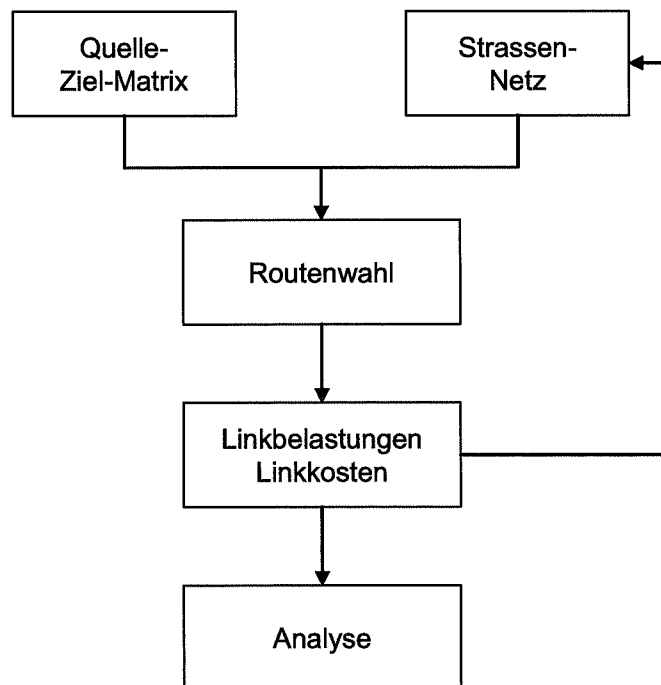 Quelle-
Ziel-Matrix
Strassen-
Netz
Routenwahl
Linkbelastungen
Linkkosten
Analyse